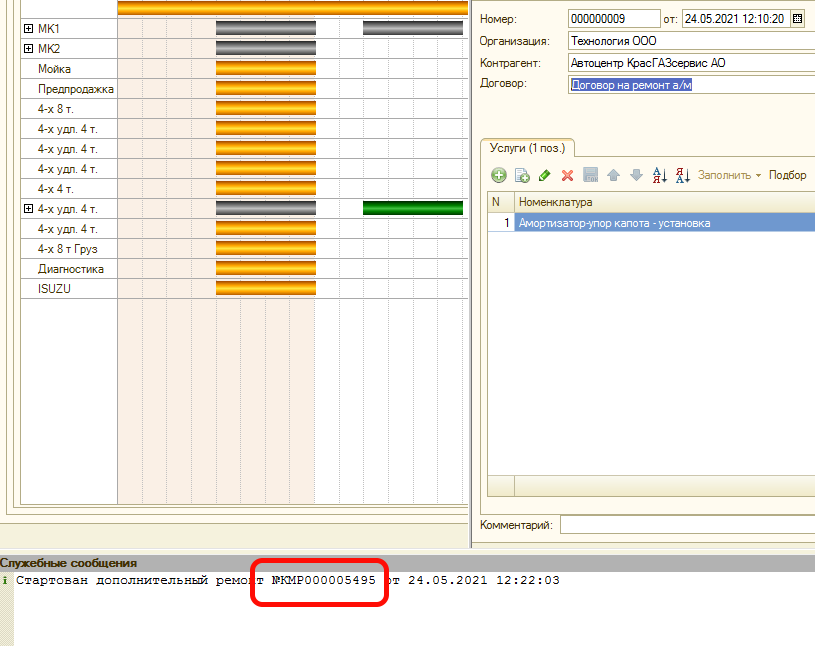 МК1
МК2
Мойка
Предпродажка
4-х 8 т.
4-х удл. 4 т.
4-х удл. 4 т.
4-х удл. 4 т.
4-х 4 т.
4-х удл. 4 т.
4-х удл. 4 т.
4-х 8 т Груз
Диагностика
ISUZU
Номер: 000000009 от: 24.05.2021 12:10:20
Организация: Технология ООО
Контрагент: Автоцентр КрасГАЗсервис АО
Договор: Договор на ремонт а/м
Услуги (1 поз.)
Заполнить Подбор
N Номенклатура
1 Амортизатор-упор капота - установка
Комментарий:
Служебные сообщения
Стартован дополнительный ремонт №КМР000005495 от 24.05.2021 12:22:03